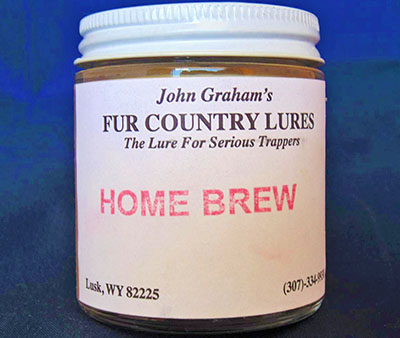 John Graham's
FUR COUNTRY LURES
The Lure For Serious Trappers
HOME BREW
Lusk, WY 82225
(307)-334-